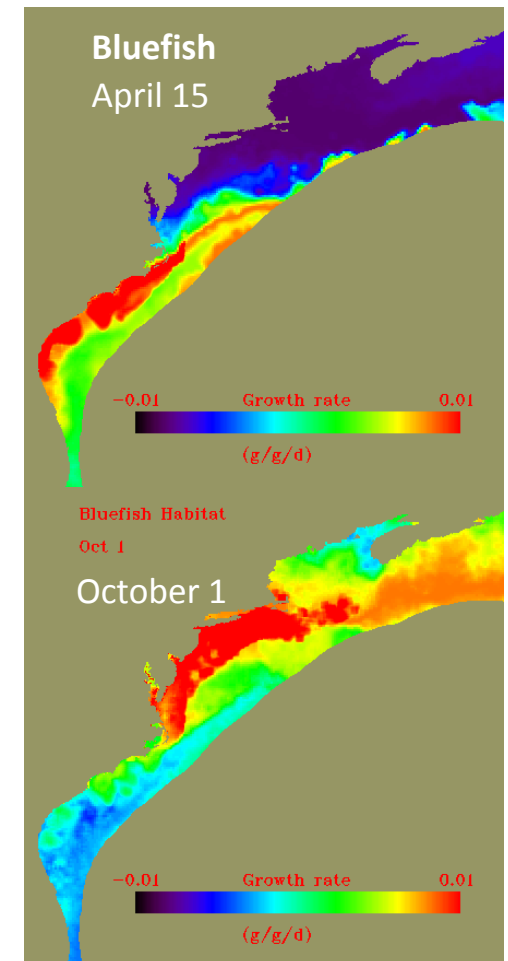 Bluefish
April 15
-0.01 Growth rate 0.01
(g/g/d)
Bluefish Habitat
Oct 1
October 1
-0.01 Growth rate 0.01
(g/g/d)